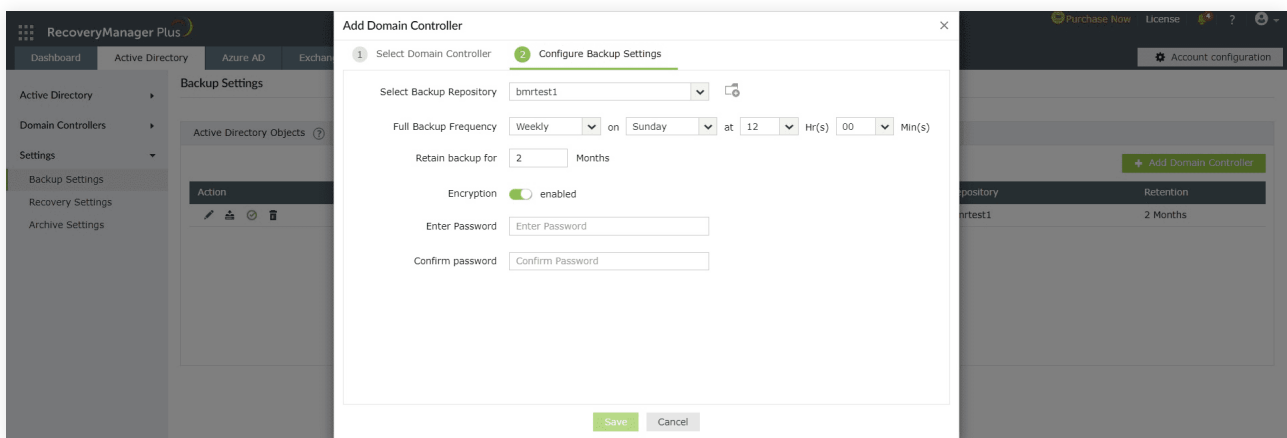 RecoveryManager Plus
Purchase Now License 4 ?
Dashboard Active Directory Azure AD Exchan
Account configuration
Active Directory
Domain Controllers
Settings
Backup Settings
Recovery Settings
Archive Settings
Backup Settings
Active Directory Objects ?
+ Add Domain Controller
Action epository Retention
nrtest1 2 Months
Add Domain Controller ×
1 Select Domain Controller 2 Configure Backup Settings
Select Backup Repository bmrtest1
Full Backup Frequency Weekly on Sunday at 12 Hr(s) 00 Min(s)
Retain backup for 2 Months
Encryption enabled
Enter Password Enter Password
Confirm password Confirm Password
Save Cancel